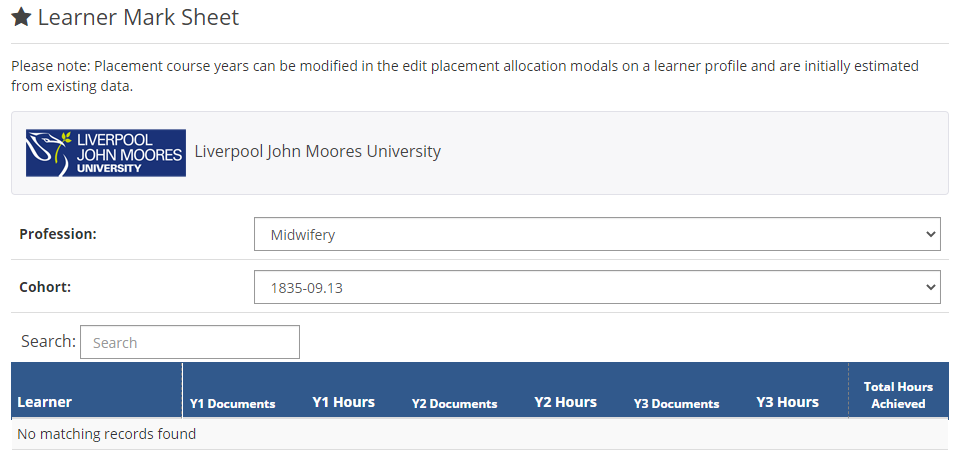 Learner Mark Sheet
Please note: Placement course years can be modified in the edit placement allocation modals on a learner profile and are initially estimated
from existing data.
LIVERPOOL
JOHN MOORES
UNIVERSITY
Liverpool John Moores University
Profession:
Midwifery
Cohort:
1835-09.13
Search:
Search
Learner
Y1 Documents
Y1 Hours
Y2 Documents
Y2 Hours
Y3 Documents
Y3 Hours
Total Hours
Achieved
No matching records found